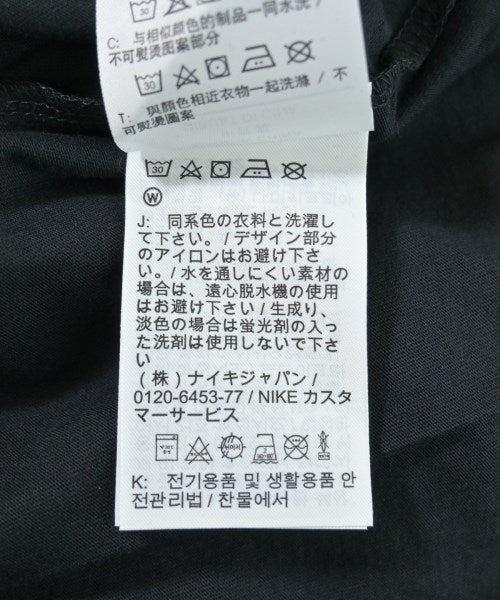 30
C: 与相似颜色的制品一同水洗 /
不可熨烫图案部分
30
T: 與顏色相近衣物一起洗滌 / 不
可熨燙圖案
30
W
J: 同系色の衣料と洗濯し
て下さい。/ デザイン部分
のアイロンはお避け下さ
い。/ 水を通しにくい素材の
場合は、遠心脱水機の使用
はお避け下さい / 生成り、
淡色の場合は蛍光剤の入っ
た洗剤は使用しないで下さ
い
(株) ナイキジャパン /
0120-6453-77 / NIKE カスタ
マーサービス
K: 전기용품 및 생활용품 안
전관리법 / 찬물에서